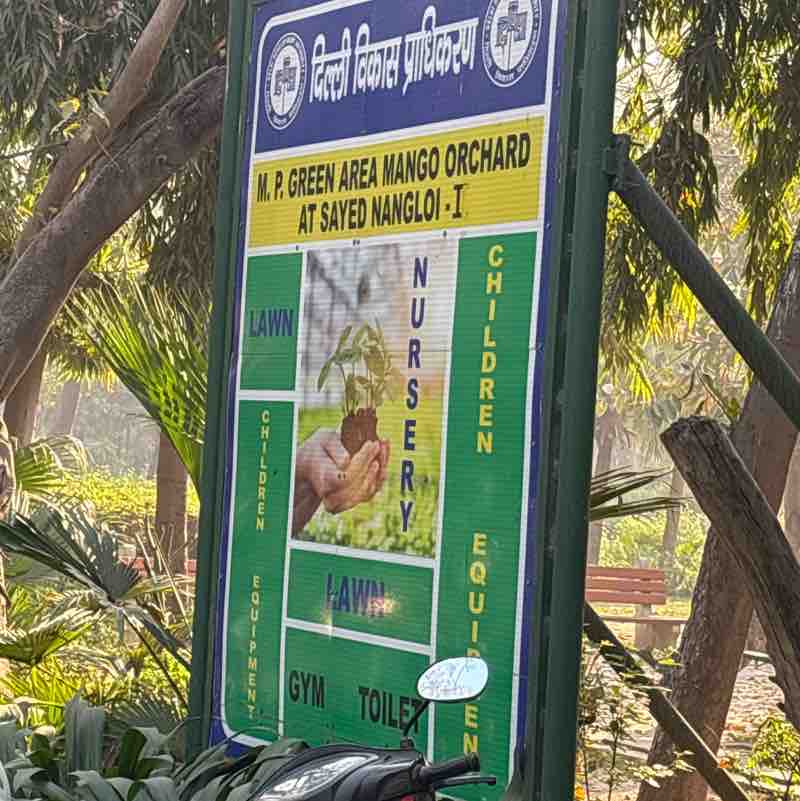 दिल्ली विकास प्राधिकरण
M. P. GREEN AREA MANGO ORCHARD
AT SAYED NANGLOI - I
LAWN
NURSERY
CHILDREN
CHILDREN
EQUIPMENT
LAWN
GYM TOILET